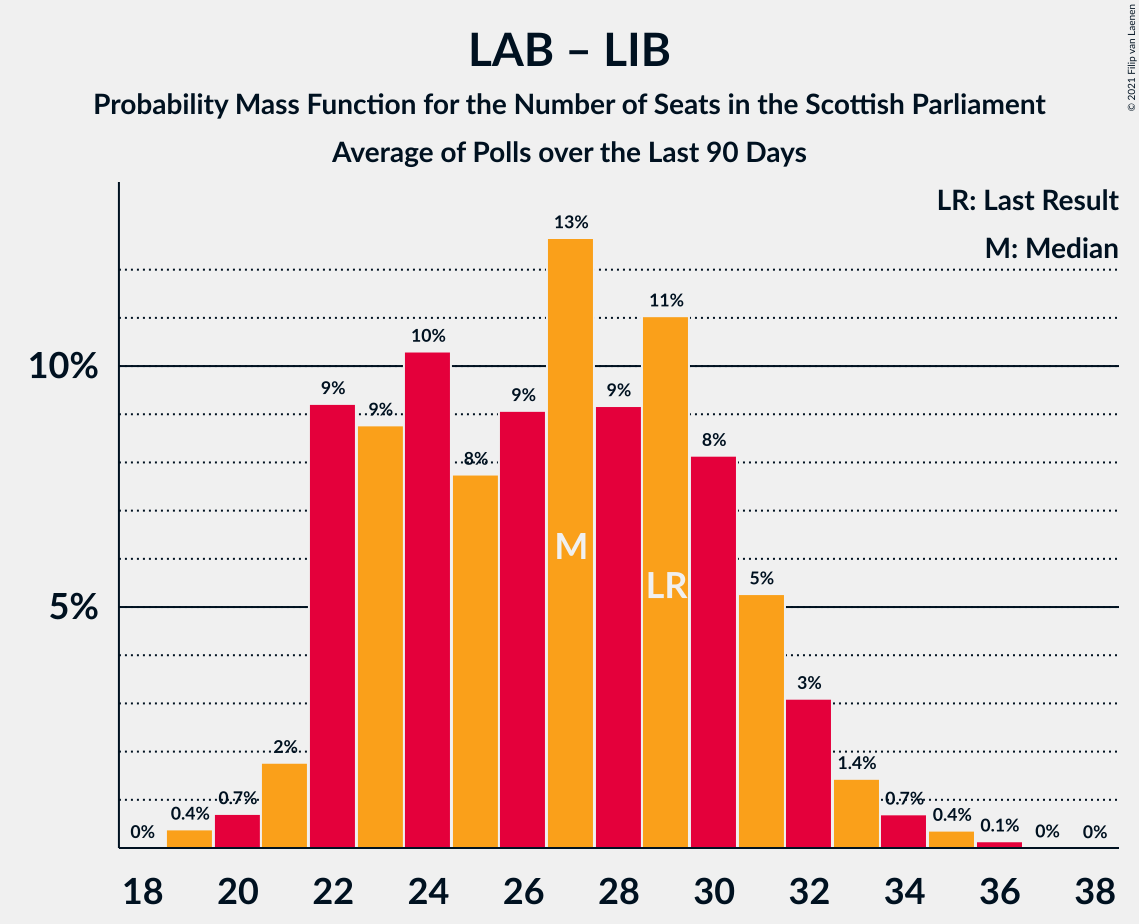 LAB – LIB
Probability Mass Function for the Number of Seats in the Scottish Parliament
Average of Polls over the Last 90 Days
© 2021 Filip van Laenen
LR: Last Result
M: Median
10%
5%
0%
0.4%
0.7%
2%
9%
9%
10%
8%
9%
13%
9%
11%
8%
5%
3%
1.4%
0.7%
0.4%
0.1%
0%
0%
M
LR
18 20 22 24 26 28 30 32 34 36 38